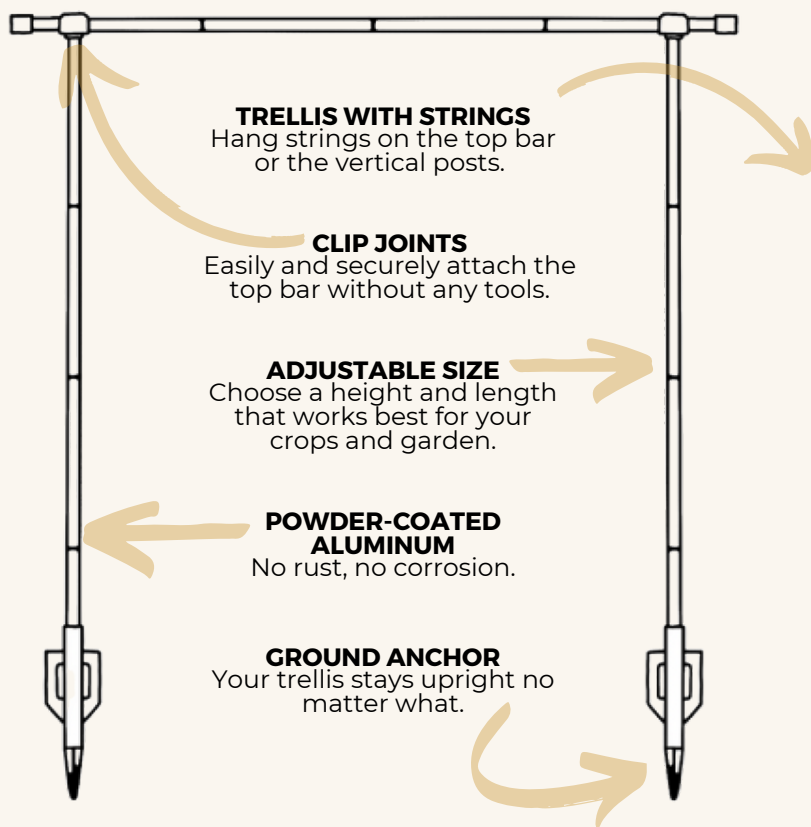 TRELLIS WITH STRINGS
Hang strings on the top bar
or the vertical posts.
CLIP JOINTS
Easily and securely attach the
top bar without any tools.
ADJUSTABLE SIZE
Choose a height and length
that works best for your
crops and garden.
POWDER-COATED
ALUMINUM
No rust, no corrosion.
GROUND ANCHOR
Your trellis stays upright no
matter what.